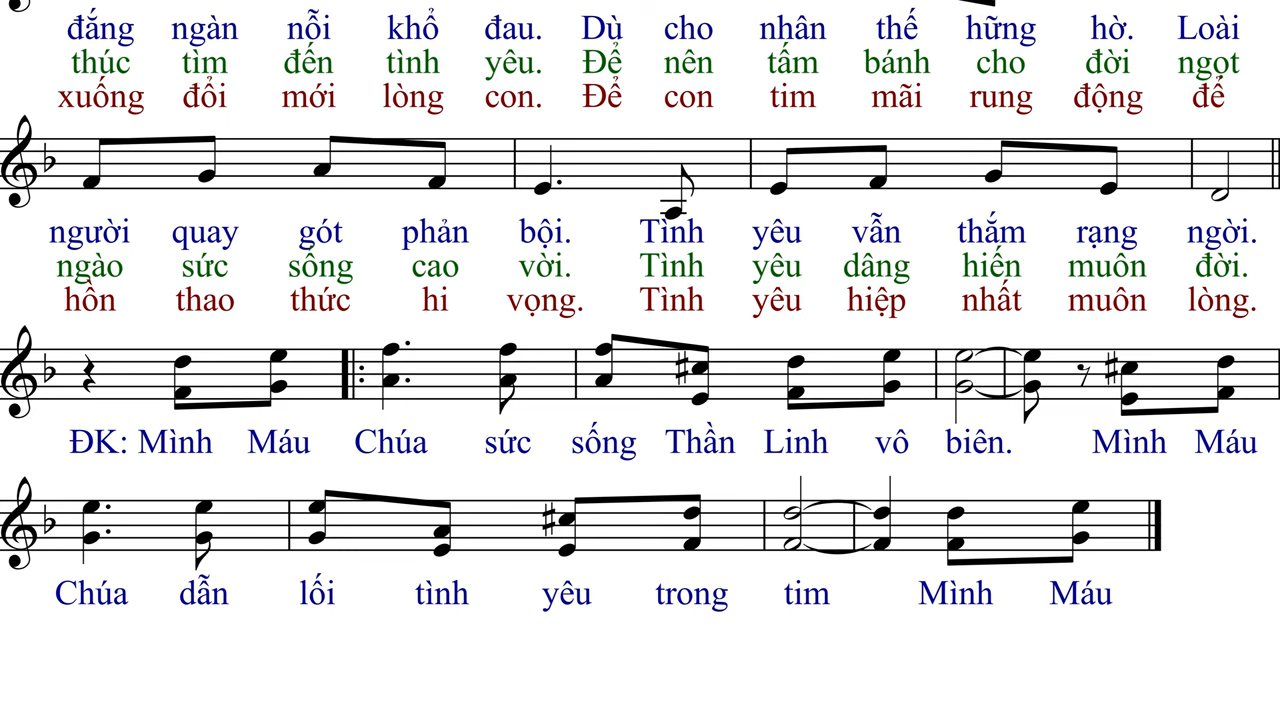 đắng ngàn nỗi khổ đau. Dù cho nhân thế hững hờ. Loài
thúc tìm đến tình yêu. Để nên tấm bánh cho đời ngọt
xuống đổi mới lòng con. Để con tim mãi rung động để
người quay gót phản bội. Tình yêu vẫn thắm rạng ngời.
ngào sức sống cao vời. Tình yêu dâng hiến muôn đời.
hồn thao thức hi vọng. Tình yêu hiệp nhất muôn lòng.
ĐK: Mình Máu Chúa sức sống Thần Linh vô biên. Mình Máu
Chúa dẫn lối tình yêu trong tim Mình Máu